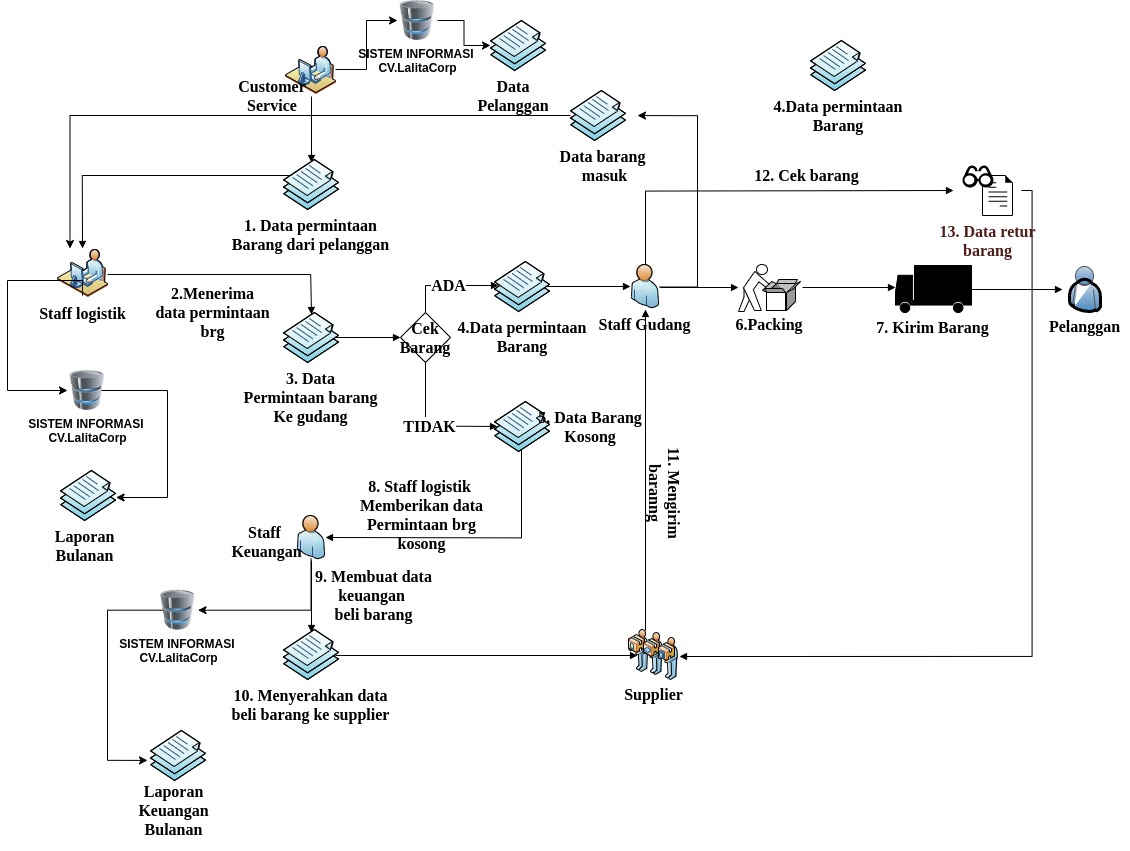 SISTEM INFORMASI
CV.LalitaCorp
Customer
Service
Data
Pelanggan
4.Data permintaan
Barang
Data barang
masuk
12. Cek barang
1. Data permintaan
Barang dari pelanggan
13. Data retur
barang
Staff logistik
2.Menerima
data permintaan
brg
ADA
Cek
Barang
4.Data permintaan
Barang
Staff Gudang
6.Packing
7. Kirim Barang
Pelanggan
3. Data
Permintaan barang
Ke gudang
SISTEM INFORMASI
CV.LalitaCorp
TIDAK
5. Data Barang
Kosong
11. Mengirim
baranng
8. Staff logistik
Memberikan data
Permintaan brg
kosong
Laporan
Bulanan
Staff
Keuangan
9. Membuat data
keuangan
beli barang
SISTEM INFORMASI
CV.LalitaCorp
10. Menyerahkan data
beli barang ke supplier
Supplier
Laporan
Keuangan
Bulanan